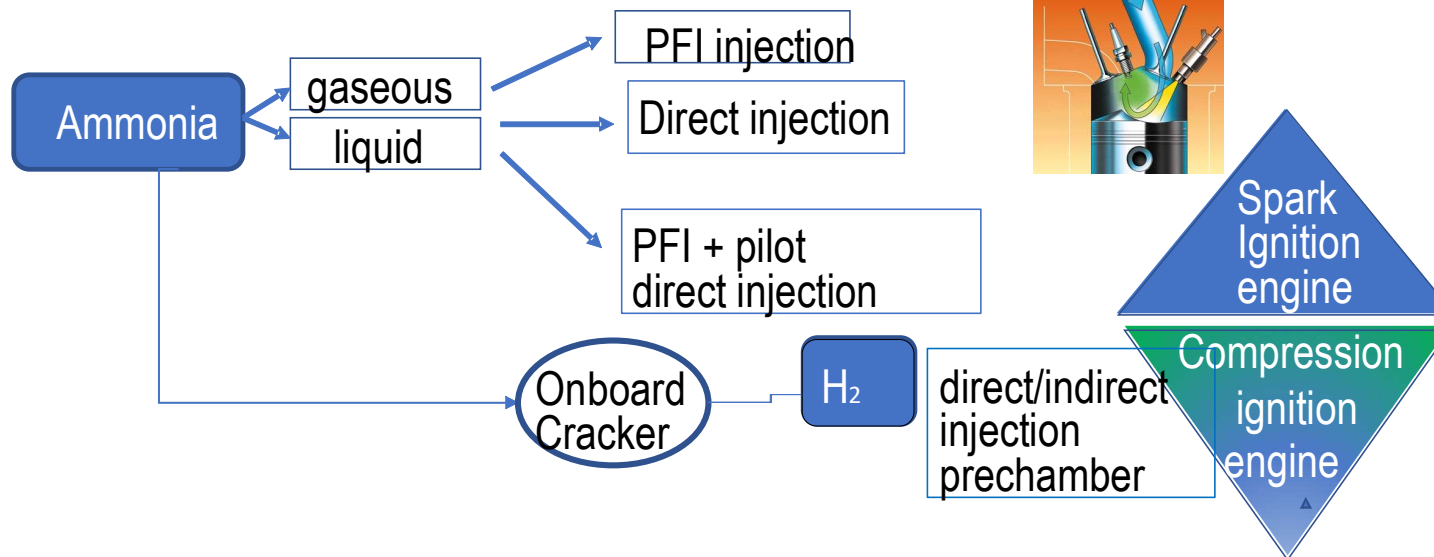 PFI injection
gaseous
Ammonia
Direct injection
liquid
PFI + pilot
direct injection
Spark
Ignition
engine
Onboard
Cracker
H₂
direct/indirect
injection
prechamber
Compression
ignition
engine